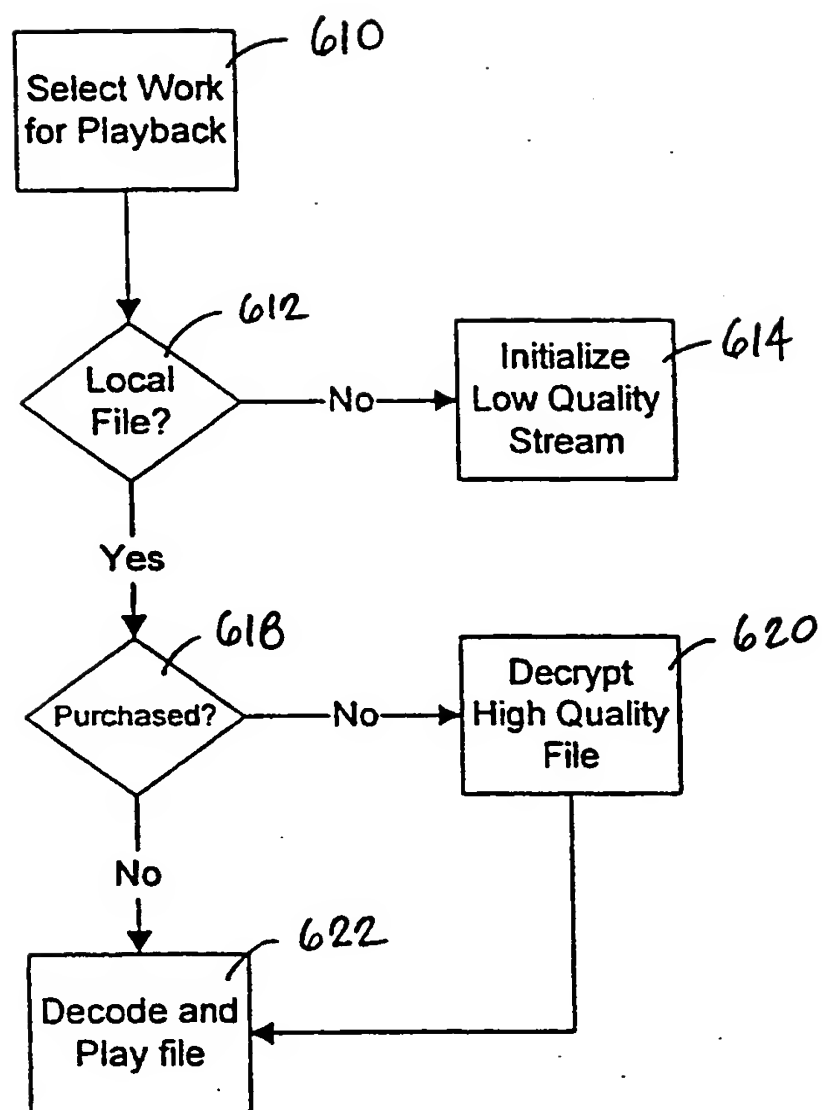 610
Select Work
for Playback
612
Local
File?
No
614
Initialize
Low Quality
Stream
Yes
618
Purchased?
No
620
Decrypt
High Quality
File
No
622
Decode and
Play file